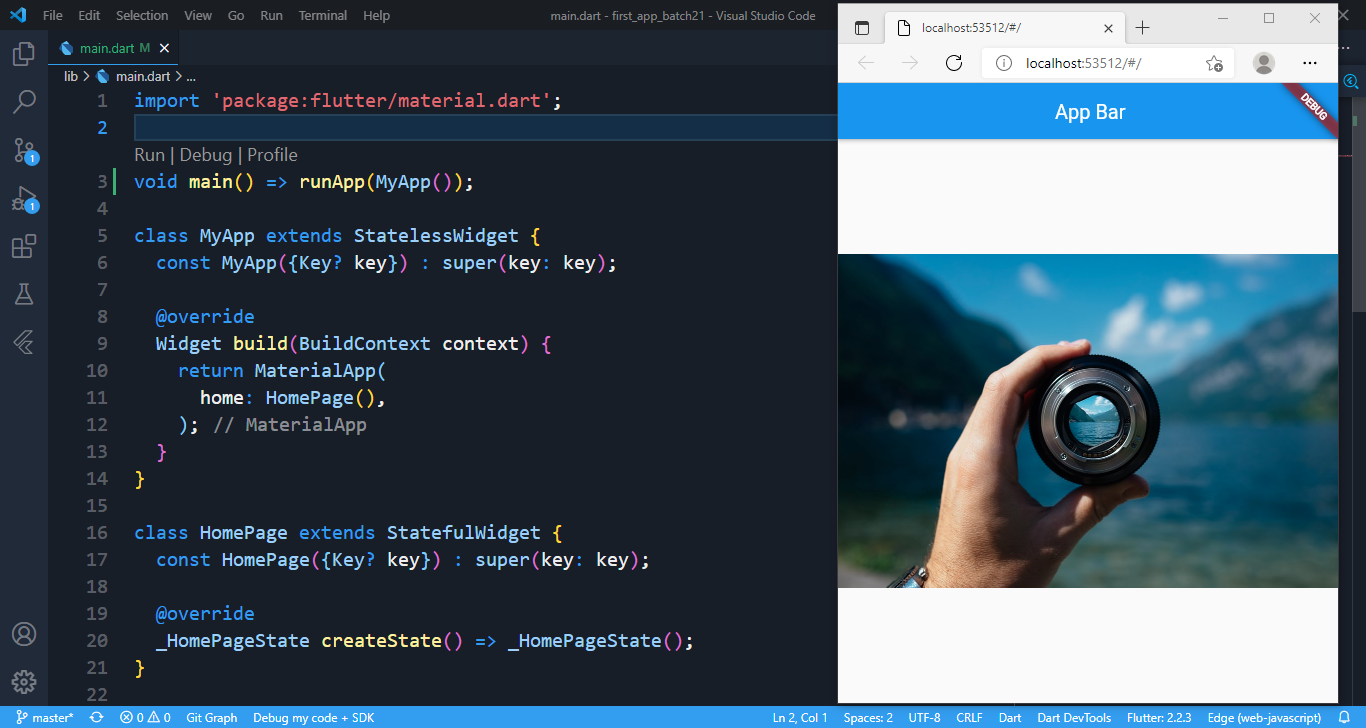 File Edit Selection View Go Run Terminal Help
main.dart - first_app_batch21 - Visual Studio Code
main.dart M
lib > main.dart > ...
1 import 'package:flutter/material.dart';
2
Run | Debug | Profile
3 void main() => runApp(MyApp());
4
5 class MyApp extends StatelessWidget {
6 const MyApp({Key? key}) : super(key: key);
7
8 @override
9 Widget build(BuildContext context) {
10 return MaterialApp(
11 home: HomePage(),
12 ); // MaterialApp
13 }
14 }
15
16 class HomePage extends StatefulWidget {
17 const HomePage({Key? key}) : super(key: key);
18
19 @override
20 _HomePageState createState() => _HomePageState();
21 }
22
1
1
localhost:53512/#/
localhost:53512/#/
App Bar
DEBUG
master* 0 0 Git Graph Debug my code + SDK Ln 2, Col 1 Spaces: 2 UTF-8 CRLF Dart Dart DevTools Flutter: 2.2.3 Edge (web-javascript)